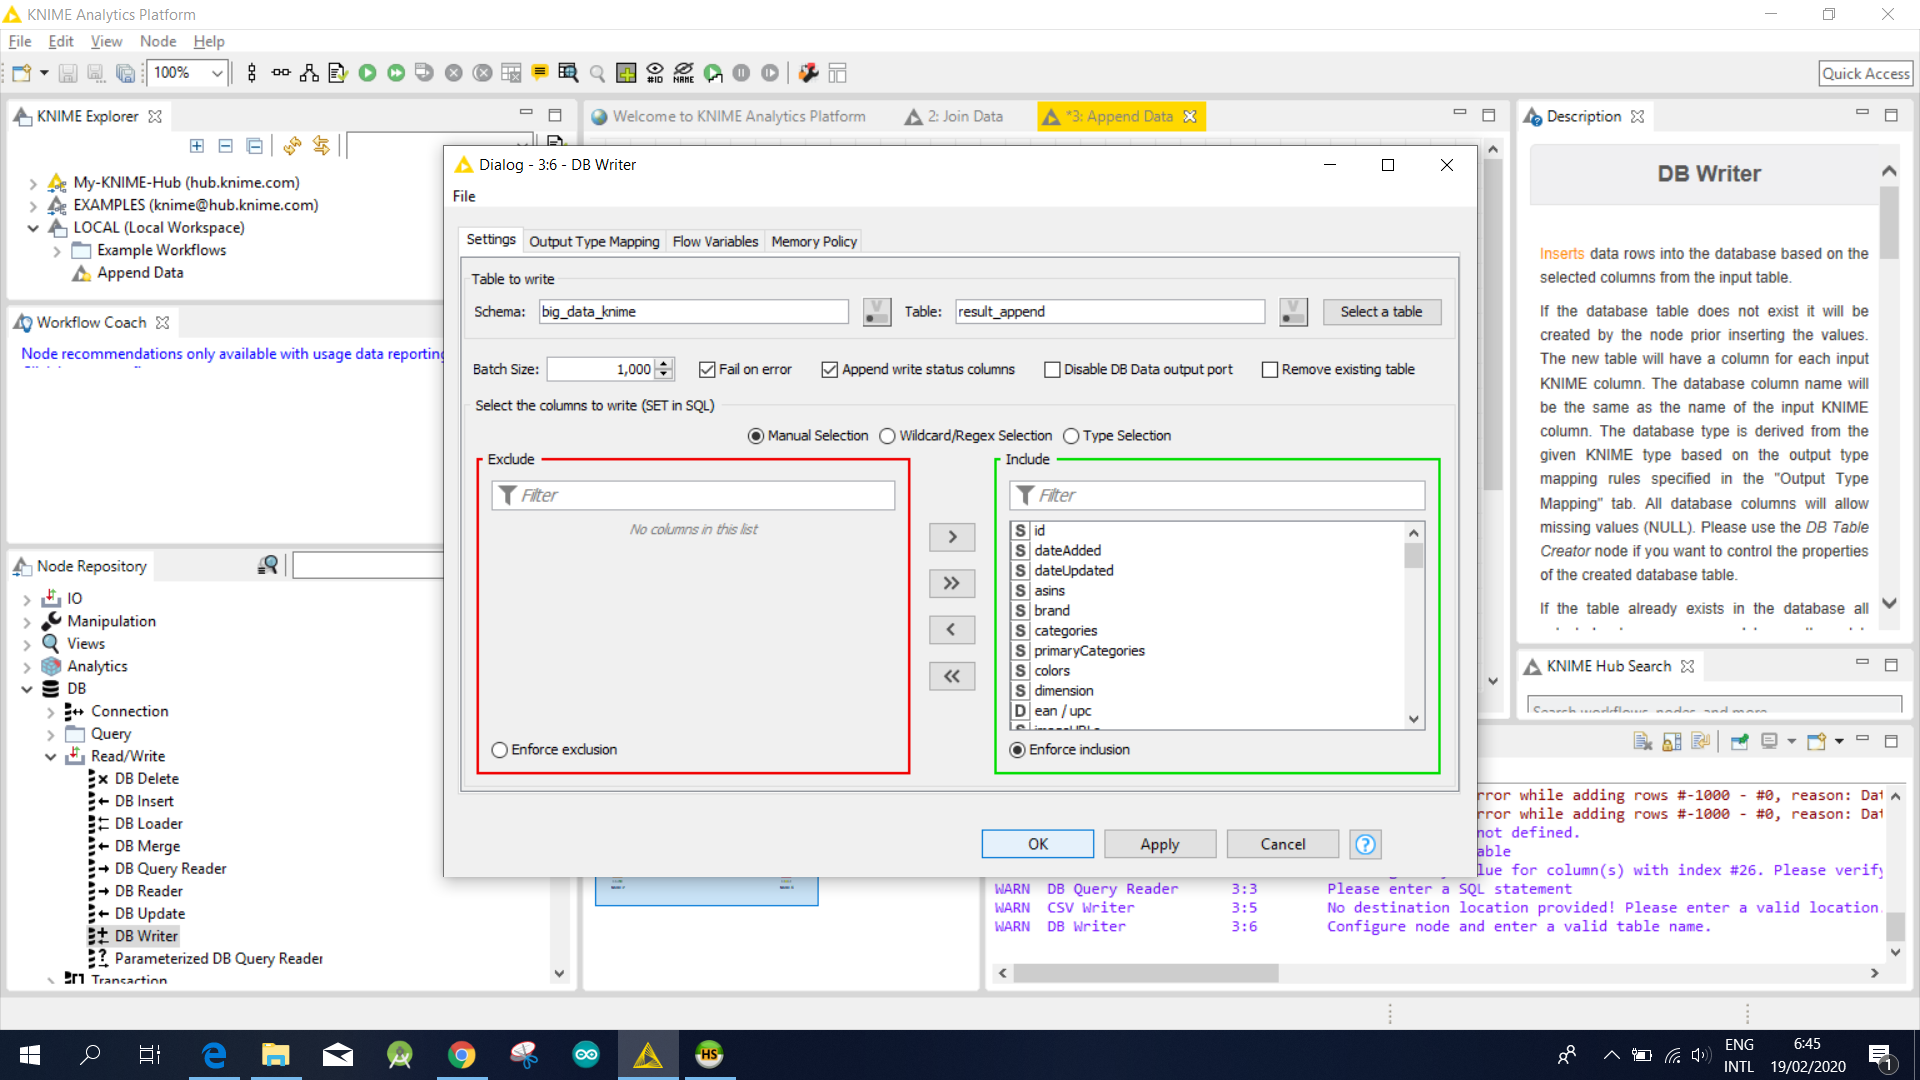 KNIME Analytics Platform
File Edit View Node Help
100%
#ID
NAME
Quick Access
KNIME Explorer
Welcome to KNIME Analytics Platform
2: Join Data
*3: Append Data
Description
My-KNIME-Hub (hub.knime.com)
EXAMPLES (knime@hub.knime.com)
LOCAL (Local Workspace)
Example Workflows
Append Data
Workflow Coach
Node recommendations only available with usage data reporting
Node Repository
IO
Manipulation
Views
Analytics
DB
Connection
Query
Read/Write
DB Delete
DB Insert
DB Loader
DB Merge
DB Query Reader
DB Reader
DB Update
DB Writer
Parameterized DB Query Reader
Transaction
Dialog - 3:6 - DB Writer
File
Settings Output Type Mapping Flow Variables Memory Policy
Table to write
Schema: big_data_knime V Table: result_append V Select a table
Batch Size: 1,000 Fail on error Append write status columns Disable DB Data output port Remove existing table
Select the columns to write (SET in SQL)
Manual Selection Wildcard/Regex Selection Type Selection
Exclude
Filter
No columns in this list
Enforce exclusion
>
>>
<
<<
Include
Filter
S id
S dateAdded
S dateUpdated
S asins
S brand
S categories
S primaryCategories
S colors
S dimension
D ean / upc
S imageURLs
Enforce inclusion
OK Apply Cancel ?
DB Writer
Inserts data rows into the database based on the
selected columns from the input table.
If the database table does not exist it will be
created by the node prior inserting the values.
The new table will have a column for each input
KNIME column. The database column name will
be the same as the name of the input KNIME
column. The database type is derived from the
given KNIME type based on the output type
mapping rules specified in the "Output Type
Mapping" tab. All database columns will allow
missing values (NULL). Please use the DB Table
Creator node if you want to control the properties
of the created database table.
If the table already exists in the database all
KNIME Hub Search
Search workflows, nodes, and more
rror while adding rows #-1000 - #0, reason: Dat
rror while adding rows #-1000 - #0, reason: Dat
not defined.
able
lue for column(s) with index #26. Please verify
WARN DB Query Reader 3:3 Please enter a SQL statement
WARN CSV Writer 3:5 No destination location provided! Please enter a valid location.
WARN DB Writer 3:6 Configure node and enter a valid table name.
HS
ENG
INTL
6:45
19/02/2020
1